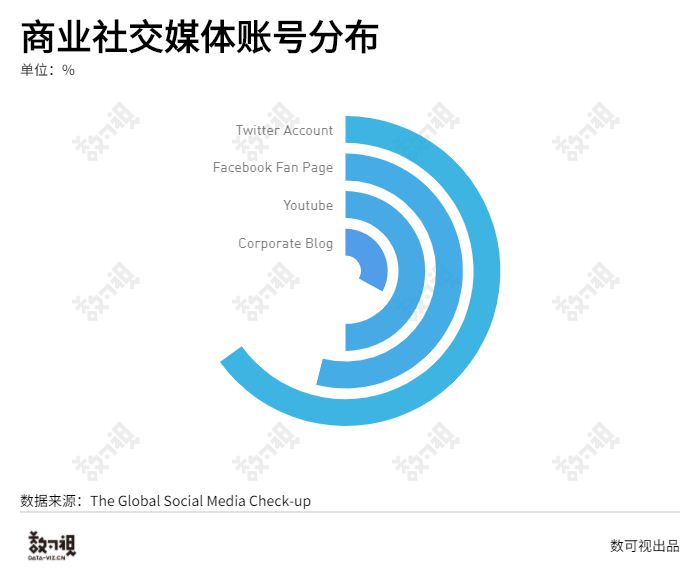 商业社交媒体账号分布
单位：%
Twitter Account
Facebook Fan Page
Youtube
Corporate Blog
数据来源：The Global Social Media Check-up
数可视
DATA-VIZ.CN
数可视出品